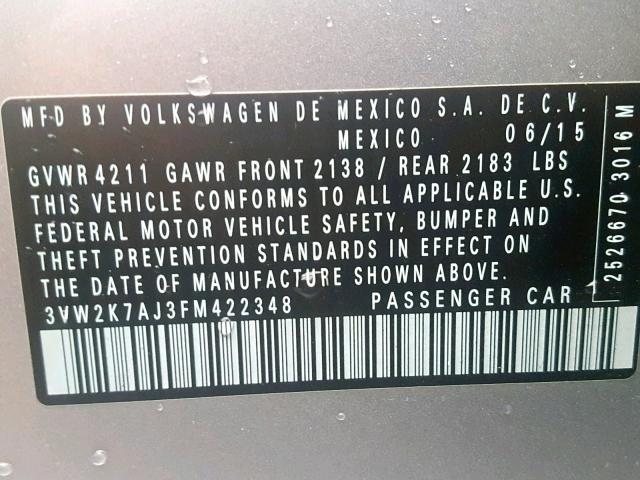 MFD BY VOLKSWAGEN DE MEXICO S.A. DE C.V.
MEXICO 06/15
GVWR 4211 GAWR FRONT 2138 / REAR 2183 LBS
THIS VEHICLE CONFORMS TO ALL APPLICABLE U.S.
FEDERAL MOTOR VEHICLE SAFETY, BUMPER AND
THEFT PREVENTION STANDARDS IN EFFECT ON
THE DATE OF MANUFACTURE SHOWN ABOVE.
3VW2K7AJ3FM422348 PASSENGER CAR
2526670 3016 M